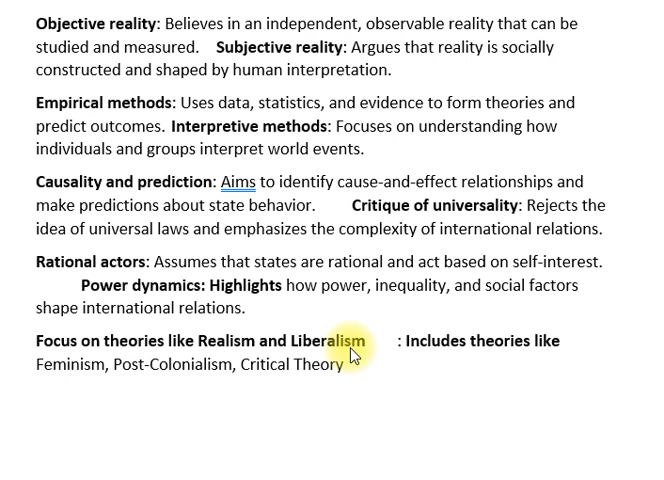 Objective reality: Believes in an independent, observable reality that can be
studied and measured. Subjective reality: Argues that reality is socially
constructed and shaped by human interpretation.
Empirical methods: Uses data, statistics, and evidence to form theories and
predict outcomes. Interpretive methods: Focuses on understanding how
individuals and groups interpret world events.
Causality and prediction: Aims to identify cause-and-effect relationships and
make predictions about state behavior. Critique of universality: Rejects the
idea of universal laws and emphasizes the complexity of international relations.
Rational actors: Assumes that states are rational and act based on self-interest.
Power dynamics: Highlights how power, inequality, and social factors
shape international relations.
Focus on theories like Realism and Liberalism : Includes theories like
Feminism, Post-Colonialism, Critical Theory